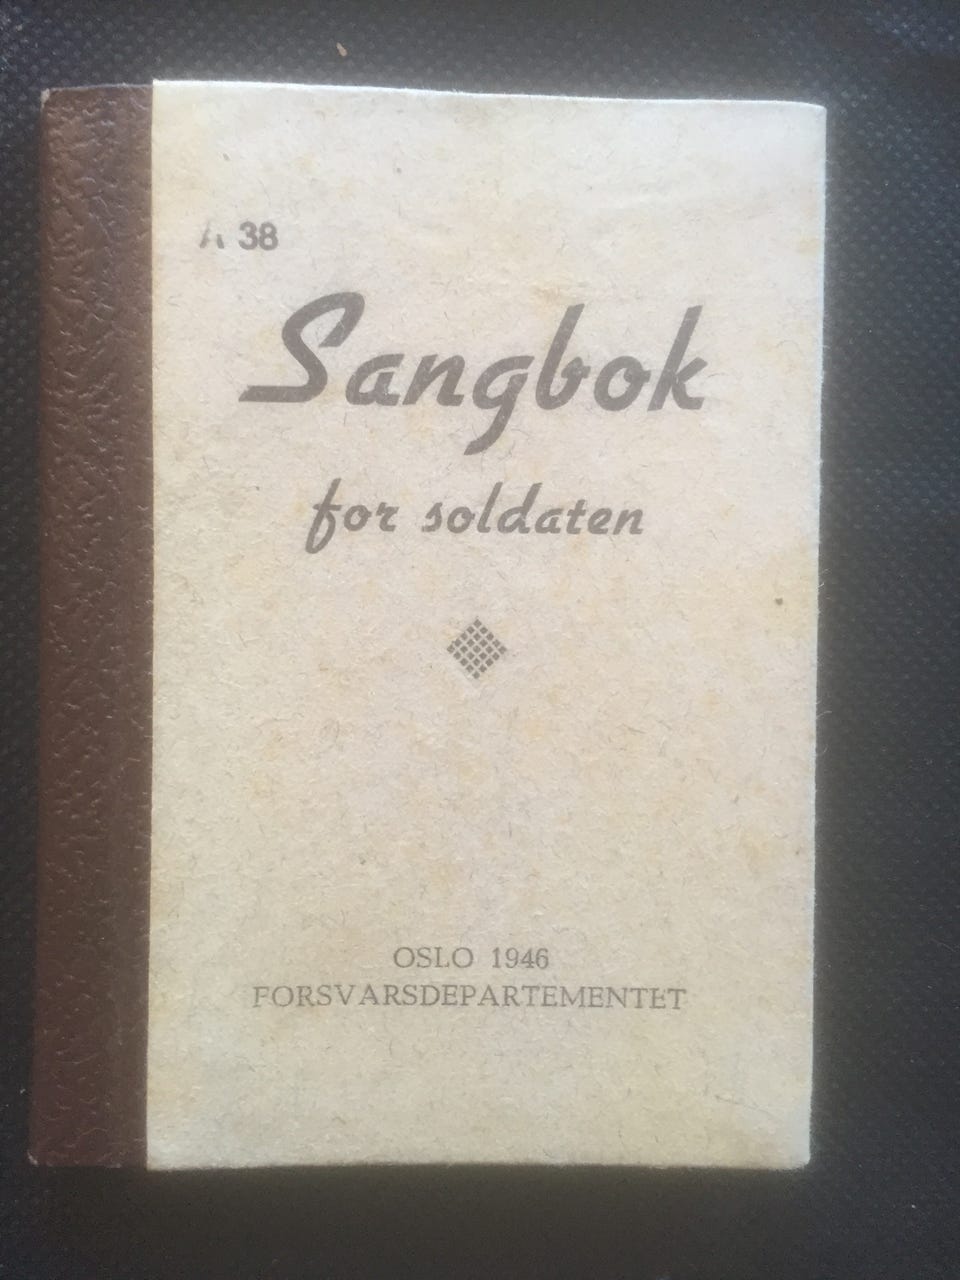 A 38
Sangbok
for soldaten
OSLO 1946
FORSVARSDEPARTEMENTET